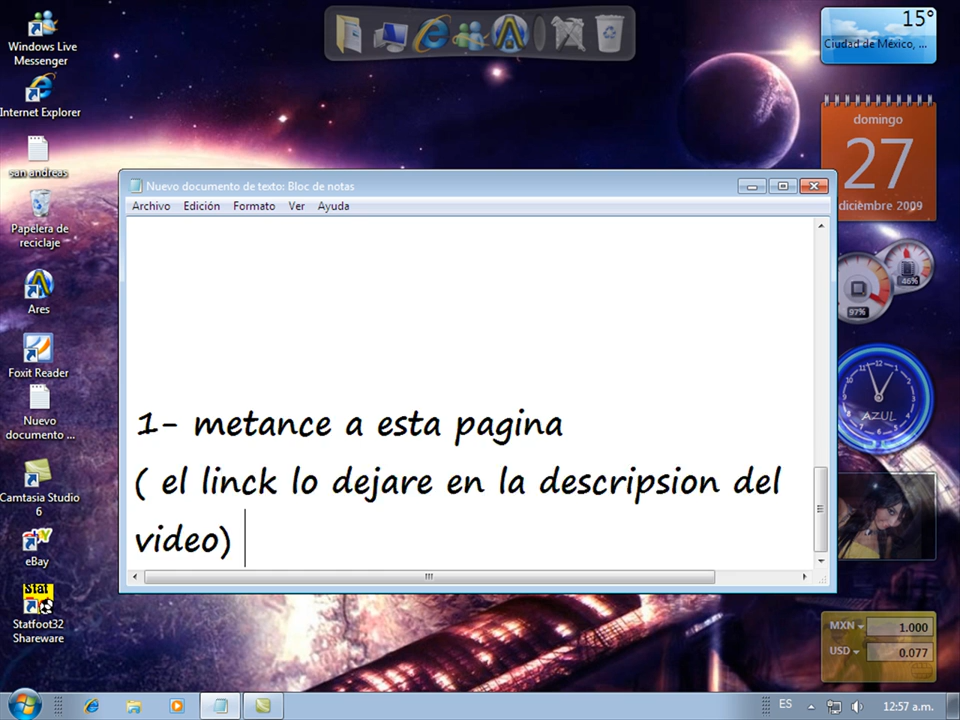 Windows Live
Messenger
Internet Explorer
san andreas
Papelera de
reciclaje
Ares
Foxit Reader
Nuevo
documento ...
Camtasia Studio
6
eBay
Stat
Statfoot32
Shareware
15°
Ciudad de México, ...
domingo
27
diciembre 2009
46%
97%
12
AZUL
MXN 1.000
USD 0.077
Nuevo documento de texto: Bloc de notas
Archivo Edición Formato Ver Ayuda
1- metance a esta pagina
( el linck lo dejare en la descripsion del
video)
ES
12:57 a.m.